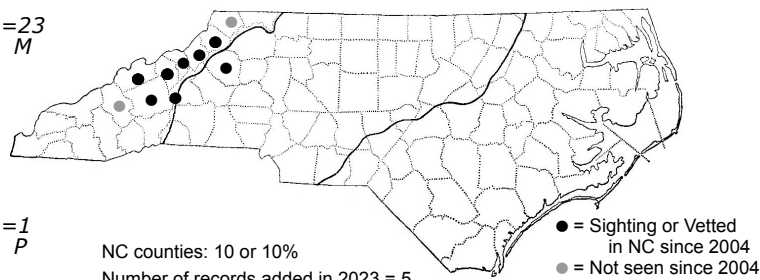 =23
M
=1
P
NC counties: 10 or 10%
Number of records added in 2023 = 5
● = Sighting or Vetted
in NC since 2004
● = Not seen since 2004